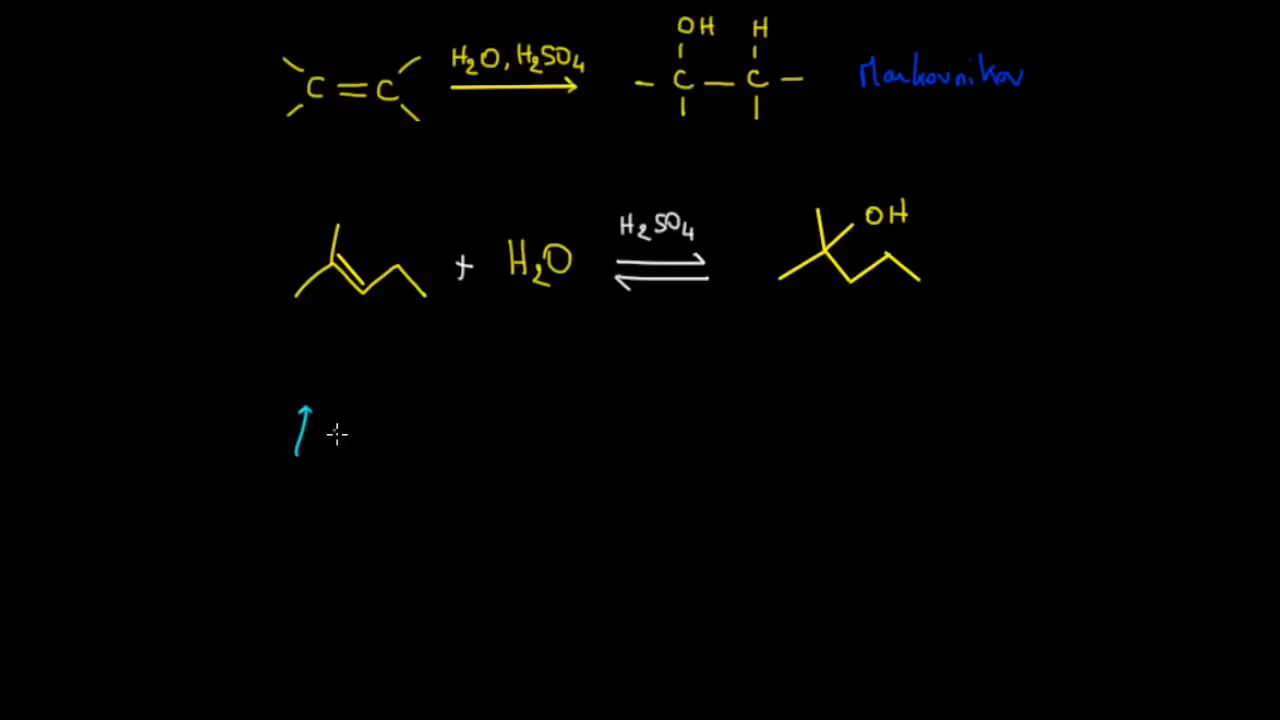 OH H
C=C H₂O, H₂SO₄ – C – C – Markovnikov
+ H₂O H₂SO₄ ⇌ OH
↑